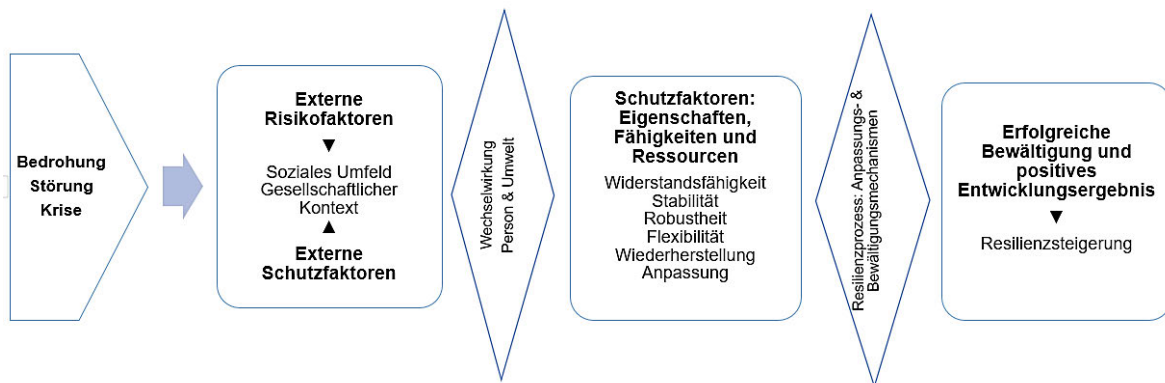 Bedrohung
Störung
Krise
Externe
Risikofaktoren
▼
Soziales Umfeld
Gesellschaftlicher
Kontext
▲
Externe
Schutzfaktoren
Wechselwirkung
Person & Umwelt
Schutzfaktoren:
Eigenschaften,
Fähigkeiten und
Ressourcen
Widerstandsfähigkeit
Stabilität
Robustheit
Flexibilität
Wiederherstellung
Anpassung
Resilienzprozess: Anpassungs- &
Bewältigungsmechanismen
Erfolgreiche
Bewältigung und
positives
Entwicklungsergebnis
▼
Resilienzsteigerung